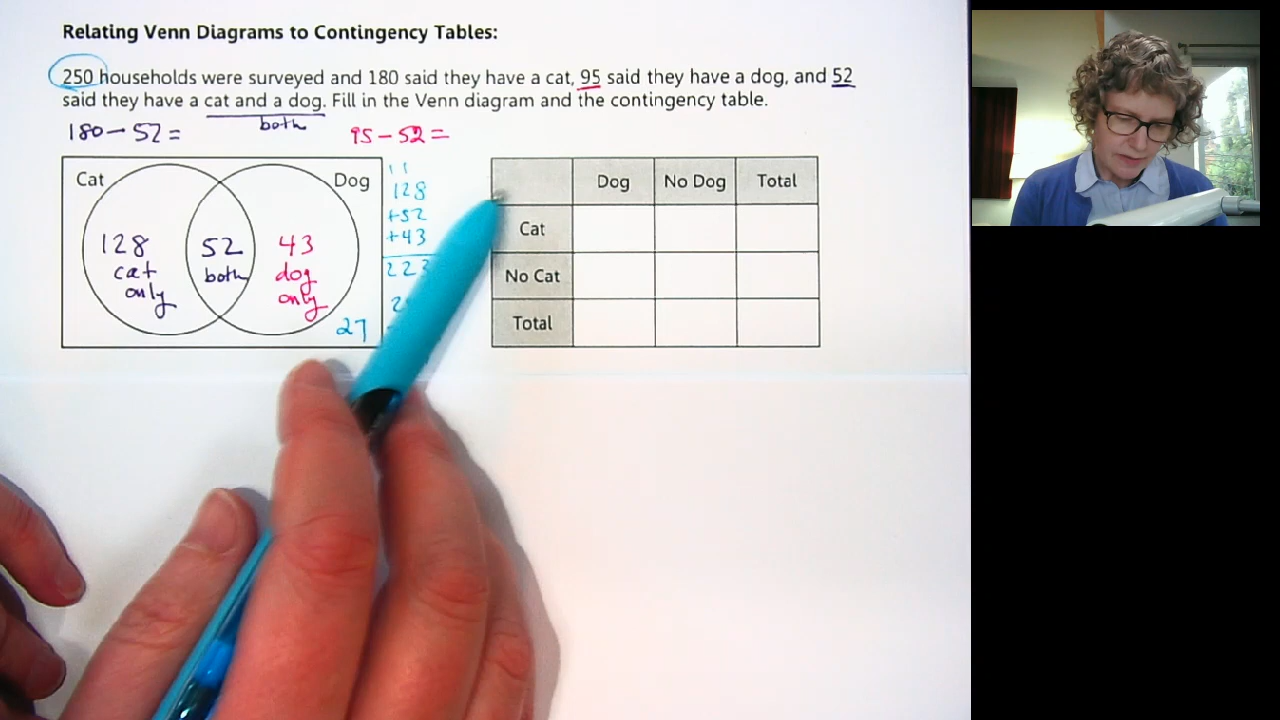 Relating Venn Diagrams to Contingency Tables:
250 households were surveyed and 180 said they have a cat, 95 said they have a dog, and 52
said they have a cat and a dog. Fill in the Venn diagram and the contingency table.
both
180 - 52 =
95 - 52 =
Cat
Dog
128
cat
only
52
both
43
dog
only
27
11
128
+52
+43
223
Dog No Dog Total
Cat
No Cat
Total